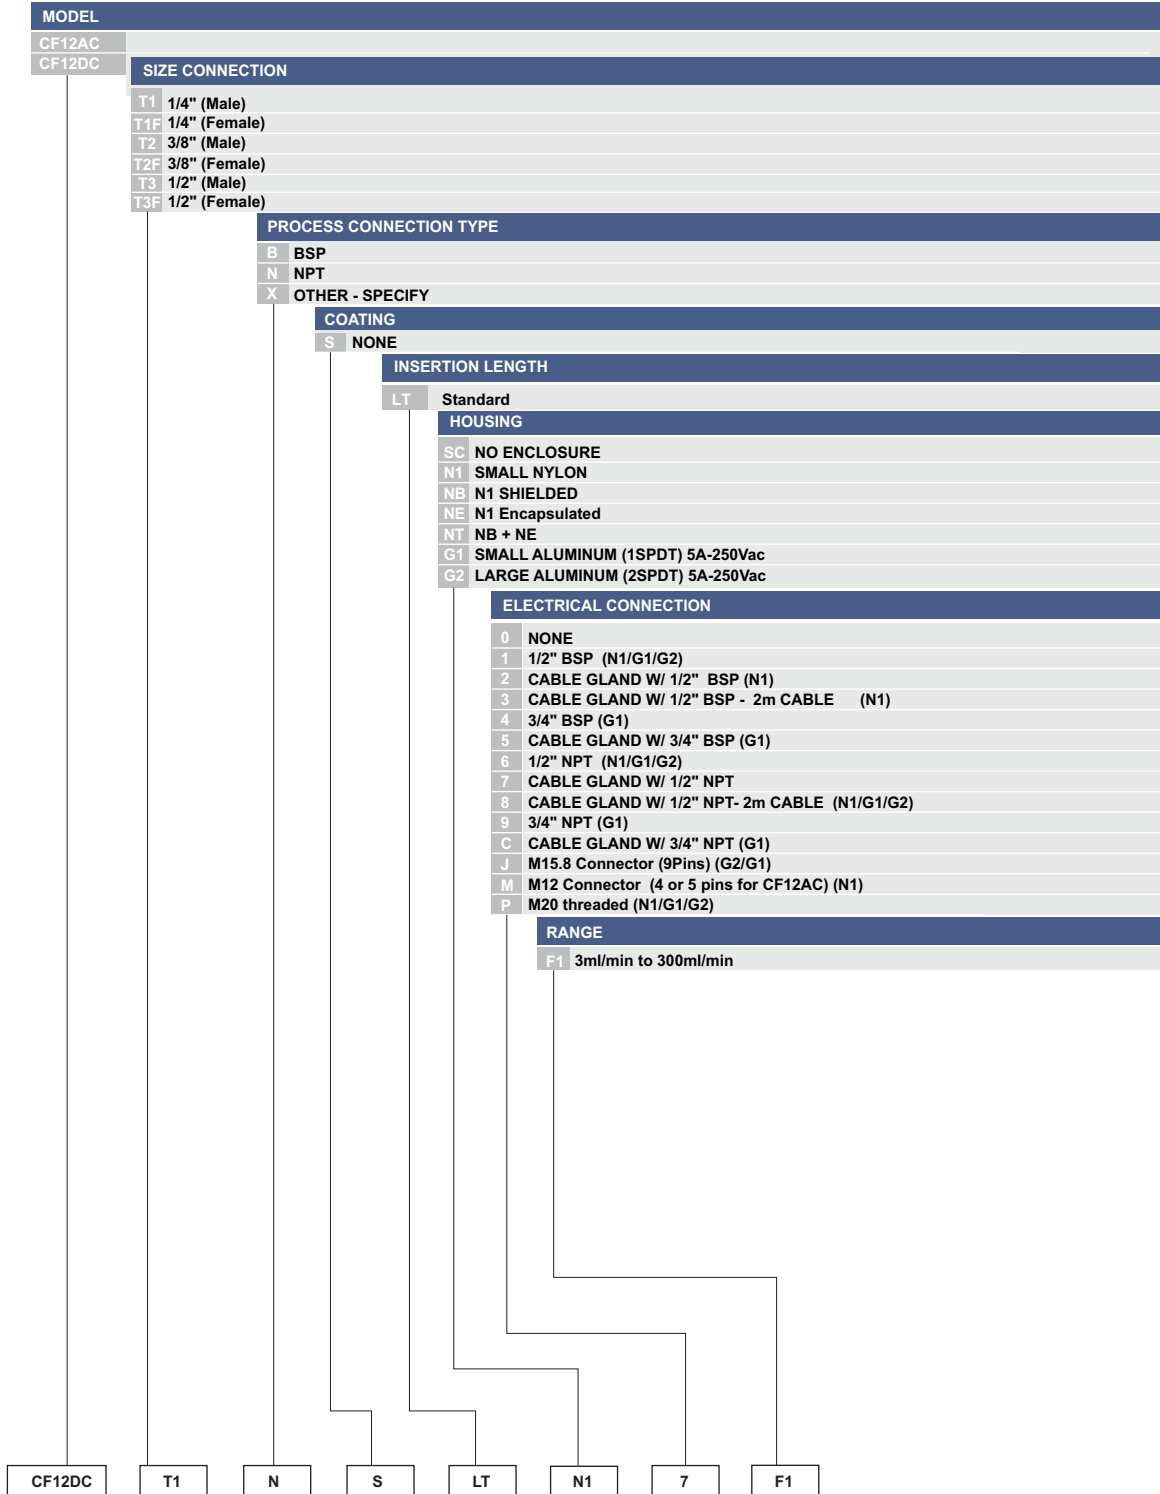 MODEL
CF12AC
CF12DC
SIZE CONNECTION
T1 1/4" (Male)
T1F 1/4" (Female)
T2 3/8" (Male)
T2F 3/8" (Female)
T3 1/2" (Male)
T3F 1/2" (Female)
PROCESS CONNECTION TYPE
B BSP
N NPT
X OTHER - SPECIFY
COATING
S NONE
INSERTION LENGTH
LT Standard
HOUSING
SC NO ENCLOSURE
N1 SMALL NYLON
NB N1 SHIELDED
NE N1 Encapsulated
NT NB + NE
G1 SMALL ALUMINUM (1SPDT) 5A-250Vac
G2 LARGE ALUMINUM (2SPDT) 5A-250Vac
ELECTRICAL CONNECTION
0 NONE
1 1/2" BSP (N1/G1/G2)
2 CABLE GLAND W/ 1/2" BSP (N1)
3 CABLE GLAND W/ 1/2" BSP - 2m CABLE (N1)
4 3/4" BSP (G1)
5 CABLE GLAND W/ 3/4" BSP (G1)
6 1/2" NPT (N1/G1/G2)
7 CABLE GLAND W/ 1/2" NPT
8 CABLE GLAND W/ 1/2" NPT- 2m CABLE (N1/G1/G2)
9 3/4" NPT (G1)
C CABLE GLAND W/ 3/4" NPT (G1)
J M15.8 Connector (9Pins) (G2/G1)
M M12 Connector (4 or 5 pins for CF12AC) (N1)
P M20 threaded (N1/G1/G2)
RANGE
F1 3ml/min to 300ml/min
CF12DC T1 N S LT N1 7 F1